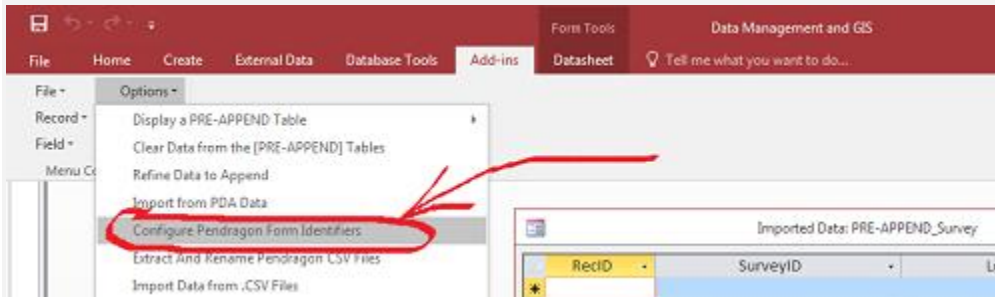 Form Tools Data Management and GIS
File Home Create External Data Database Tools Add-ins Datasheet Tell me what you want to do...
File Options
Record
Field
Menu Co
Display a PRE-APPEND Table
Clear Data from the [PRE-APPEND] Tables
Refine Data to Append
Import from PDA Data
Configure Pendragon Form Identifiers
Extract And Rename Pendragon CSV Files
Import Data from .CSV Files
Imported Data: PRE-APPEND_Survey
RecID SurveyID